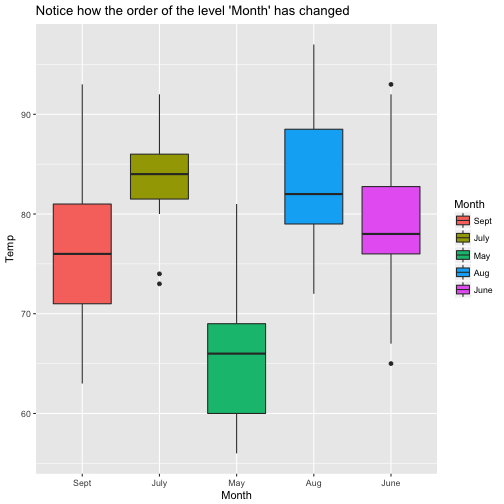 Notice how the order of the level 'Month' has changed
90
80
70
60
Temp
Sept July May Aug June
Month
Month
Sept
July
May
Aug
June